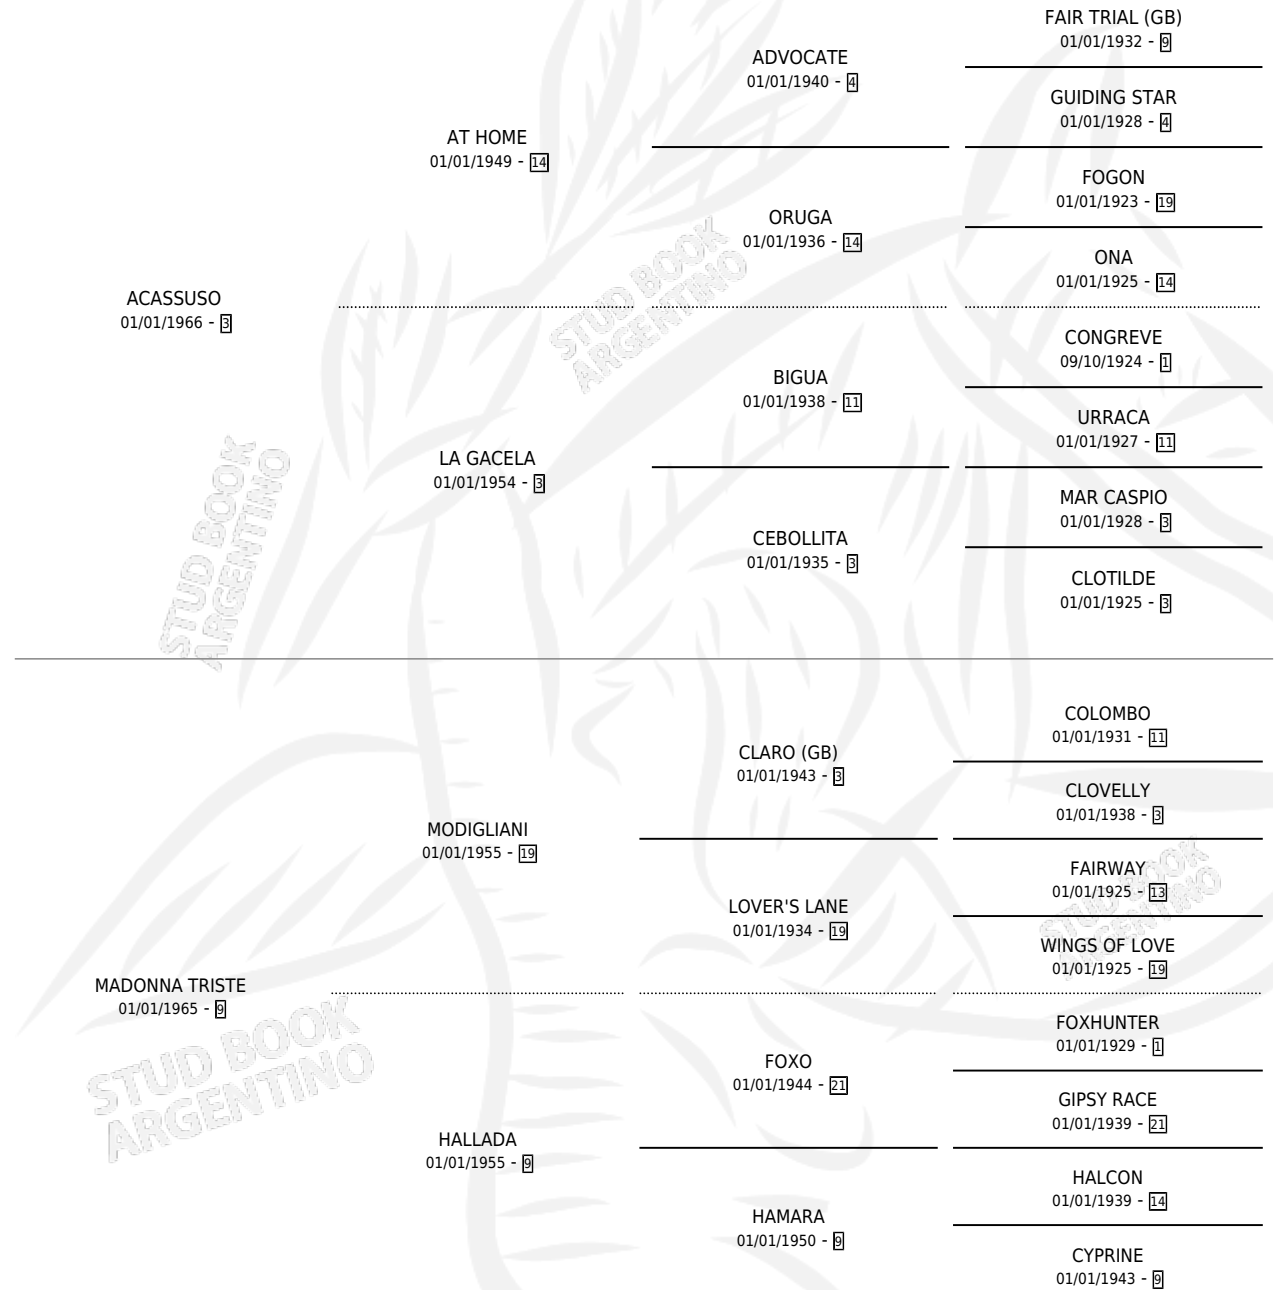 FAIR TRIAL (GB)
01/01/1932 - 9
ADVOCATE
01/01/1940 - 4
GUIDING STAR
01/01/1928 - 4
AT HOME
01/01/1949 - 14
FOGON
01/01/1923 - 19
ORUGA
01/01/1936 - 14
ONA
01/01/1925 - 14
ACASSUSO
01/01/1966 - 3
CONGREVE
09/10/1924 - 1
BIGUA
01/01/1938 - 11
URRACA
01/01/1927 - 11
LA GACELA
01/01/1954 - 3
MAR CASPIO
01/01/1928 - 3
CEBOLLITA
01/01/1935 - 3
CLOTILDE
01/01/1925 - 3
COLOMBO
01/01/1931 - 11
CLARO (GB)
01/01/1943 - 3
CLOVELLY
01/01/1938 - 3
MODIGLIANI
01/01/1955 - 19
FAIRWAY
01/01/1925 - 13
LOVER'S LANE
01/01/1934 - 19
WINGS OF LOVE
01/01/1925 - 19
MADONNA TRISTE
01/01/1965 - 9
FOXHUNTER
01/01/1929 - 1
FOXO
01/01/1944 - 21
GIPSY RACE
01/01/1939 - 21
HALLADA
01/01/1955 - 9
HALCON
01/01/1939 - 14
HAMARA
01/01/1950 - 9
CYPRINE
01/01/1943 - 9
STUD BOOK
ARGENTINO
STUD BOOK
ARGENTINO
STUD BOOK
ARGENTINO
STUD BOOK
ARGENTINO